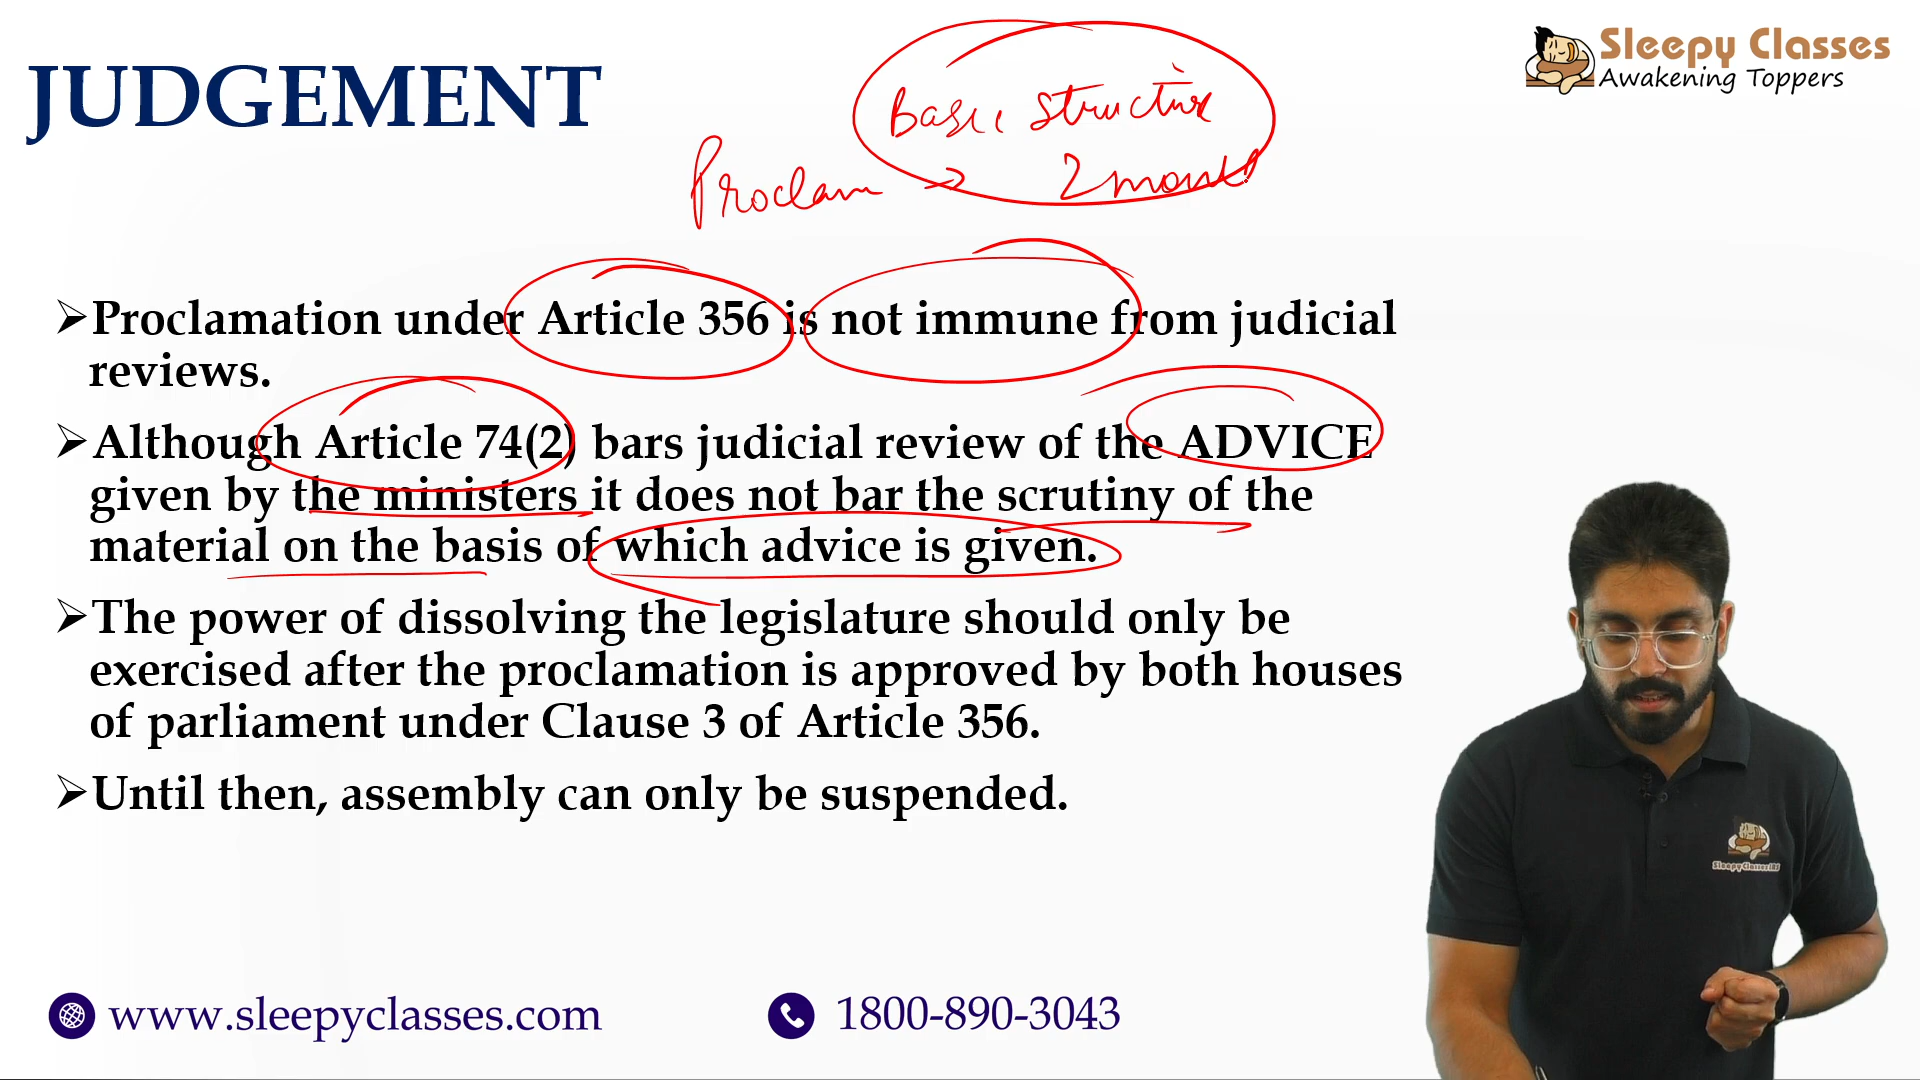 Sleepy Classes
Awakening Toppers
JUDGEMENT
Basic structure
Proclam → 2 month
➢Proclamation under Article 356 is not immune from judicial
reviews.
➢Although Article 74(2) bars judicial review of the ADVICE
given by the ministers it does not bar the scrutiny of the
material on the basis of which advice is given.
➢The power of dissolving the legislature should only be
exercised after the proclamation is approved by both houses
of parliament under Clause 3 of Article 356.
➢Until then, assembly can only be suspended.
www.sleepyclasses.com
1800-890-3043